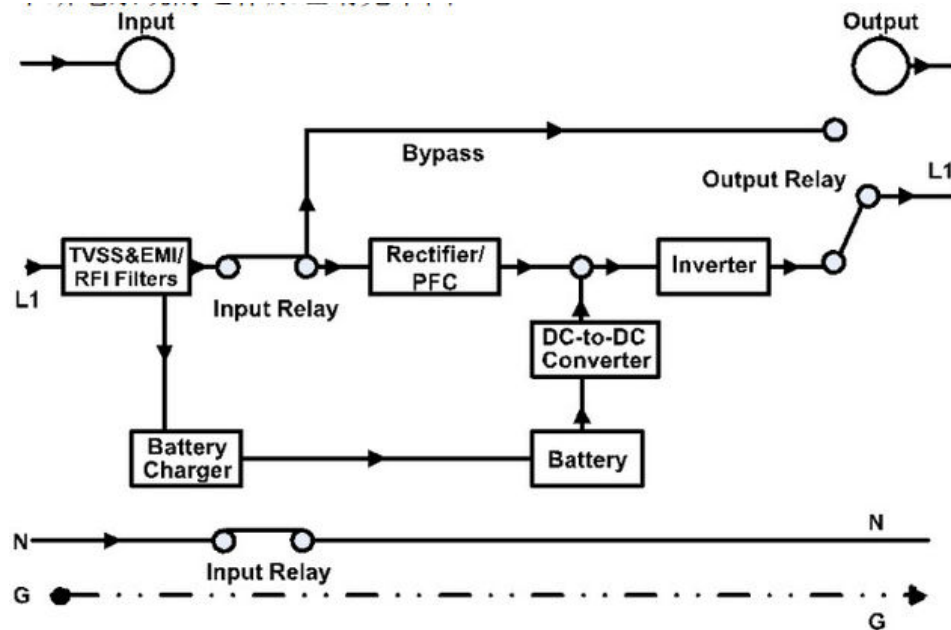 Input
Output
Bypass
Output Relay
L1
TVSS&EMI/
RFI Filters
Rectifier/
PFC
Inverter
L1
Input Relay
DC-to-DC
Converter
Battery
Charger
Battery
N
N
Input Relay
G
G